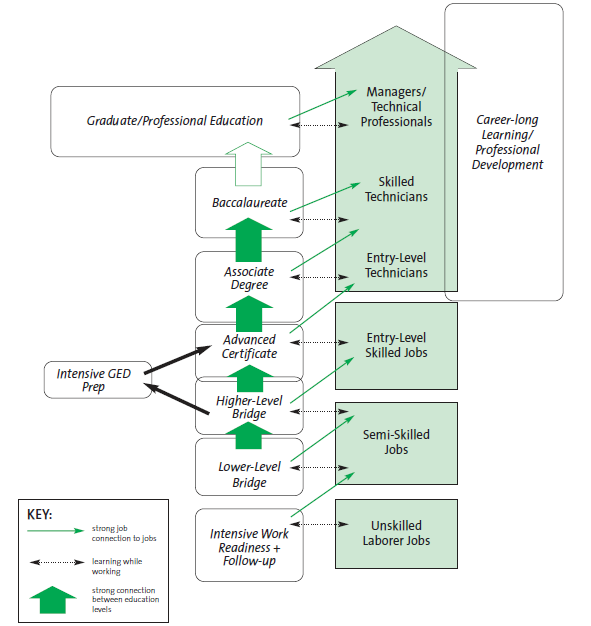 Graduate/Professional Education
Managers/
Technical
Professionals
Career-long
Learning/
Professional
Development
Baccalaureate
Skilled
Technicians
Associate
Degree
Entry-Level
Technicians
Advanced
Certificate
Entry-Level
Skilled Jobs
Intensive GED
Prep
Higher-Level
Bridge
Semi-Skilled
Jobs
Lower-Level
Bridge
Intensive Work
Readiness +
Follow-up
Unskilled
Laborer Jobs
KEY:
strong job
connection to jobs
learning while
working
strong connection
between education
levels